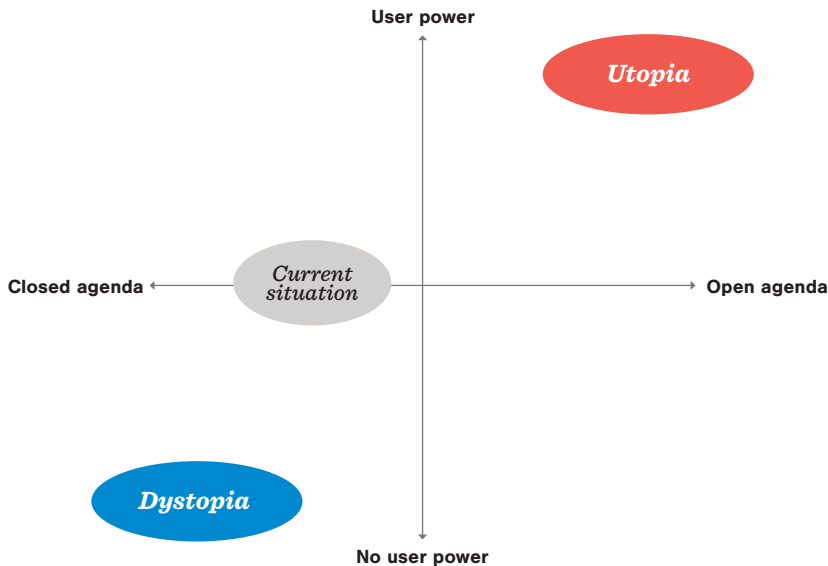 User power
Utopia
Current
situation
Closed agenda
Open agenda
Dystopia
No user power